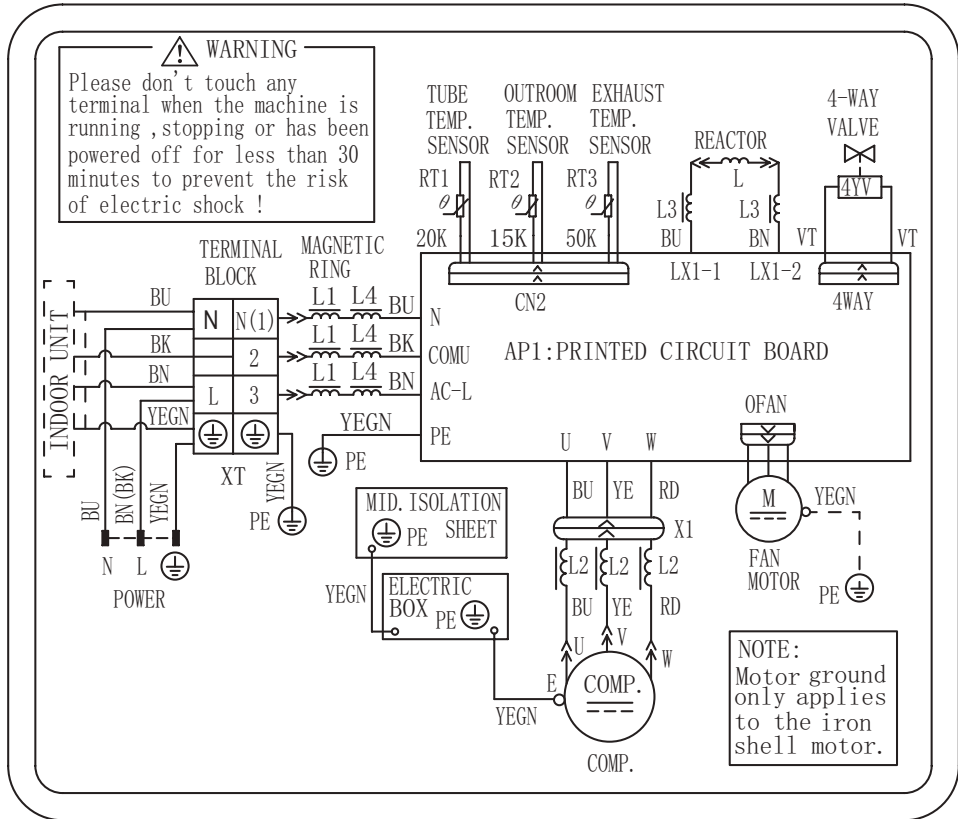 WARNING
Please don't touch any
terminal when the machine is
running ,stopping or has been
powered off for less than 30
minutes to prevent the risk
of electric shock !
TUBE
TEMP.
SENSOR
OUTROOM
TEMP.
SENSOR
EXHAUST
TEMP.
SENSOR
REACTOR
L
4-WAY
VALVE
4YV
RT1
RT2
RT3
θ
θ
θ
20K
15K
50K
L3
L3
BU
BN
VT
VT
LX1-1
LX1-2
4WAY
CN2
TERMINAL
BLOCK
MAGNETIC
RING
INDOOR UNIT
BU
BK
BN
YEGN
N
N(1)
2
L
3
XT
L1
L4
BU
L1
L4
BK
L1
L4
BN
N
COMU
AC-L
PE
AP1:PRINTED CIRCUIT BOARD
YEGN
PE
YEGN
PE
BU
BN(BK)
YEGN
N
L
POWER
U
V
W
BU
YE
RD
X1
L2
L2
L2
BU
YE
RD
U
V
W
OFAN
M
YEGN
FAN
MOTOR
PE
MID.ISOLATION
SHEET
PE
YEGN
ELECTRIC
BOX
PE
E
YEGN
COMP.
COMP.
NOTE:
Motor ground
only applies
to the iron
shell motor.